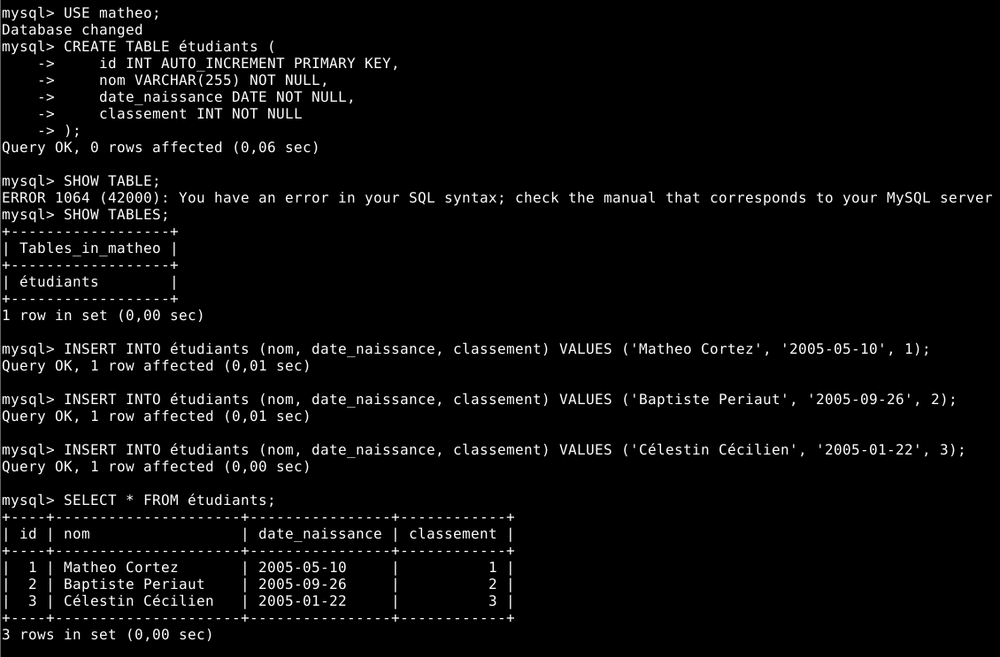 mysql> USE matheo;
Database changed
mysql> CREATE TABLE étudiants (
    ->     id INT AUTO_INCREMENT PRIMARY KEY,
    ->     nom VARCHAR(255) NOT NULL,
    ->     date_naissance DATE NOT NULL,
    ->     classement INT NOT NULL
    -> );
Query OK, 0 rows affected (0,06 sec)

mysql> SHOW TABLE;
ERROR 1064 (42000): You have an error in your SQL syntax; check the manual that corresponds to your MySQL server
mysql> SHOW TABLES;
+------------------+
| Tables_in_matheo |
+------------------+
| étudiants        |
+------------------+
1 row in set (0,00 sec)

mysql> INSERT INTO étudiants (nom, date_naissance, classement) VALUES ('Matheo Cortez', '2005-05-10', 1);
Query OK, 1 row affected (0,01 sec)

mysql> INSERT INTO étudiants (nom, date_naissance, classement) VALUES ('Baptiste Periaut', '2005-09-26', 2);
Query OK, 1 row affected (0,01 sec)

mysql> INSERT INTO étudiants (nom, date_naissance, classement) VALUES ('Célestin Cécilien', '2005-01-22', 3);
Query OK, 1 row affected (0,00 sec)

mysql> SELECT * FROM étudiants;
+----+---------------------+----------------+------------+
| id | nom                 | date_naissance | classement |
+----+---------------------+----------------+------------+
|  1 | Matheo Cortez       | 2005-05-10     |          1 |
|  2 | Baptiste Periaut    | 2005-09-26     |          2 |
|  3 | Célestin Cécilien   | 2005-01-22     |          3 |
+----+---------------------+----------------+------------+
3 rows in set (0,00 sec)